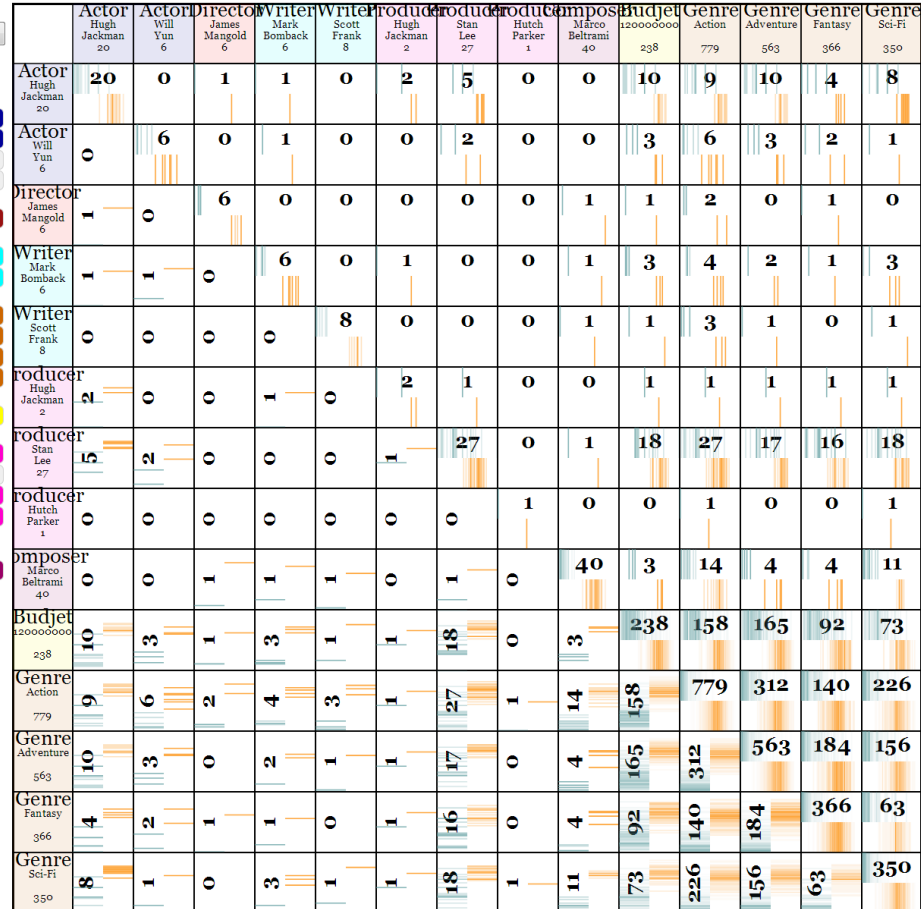 Actor Actor Director Writer Writer Producer Producer Producer Composer Budjet Genre Genre Genre Genre
Hugh Will James Mark Scott Hugh Stan Hutch Marco 120000000 Action Adventure Fantasy Sci-Fi
Jackman Yun Mangold Bomback Frank Jackman Lee Parker Beltrami
20 6 6 6 8 2 27 1 40 238 779 563 366 350
Actor 20 0 1 1 0 2 5 0 0 10 9 10 4 8
Hugh
Jackman
20
Actor 0 6 0 1 0 0 2 0 0 3 6 3 2 1
Will
Yun
6
Director 1 0 6 0 0 0 0 0 1 1 2 0 1 0
James
Mangold
6
Writer 1 1 0 6 0 1 0 0 1 3 4 2 1 3
Mark
Bomback
6
Writer 0 0 0 0 8 0 0 0 1 1 3 1 0 1
Scott
Frank
8
roducer 2 0 0 1 0 2 1 0 0 1 1 1 1 1
Hugh
Jackman
2
roducer 5 2 0 0 0 1 27 0 1 18 27 17 16 18
Stan
Lee
27
roducer 0 0 0 0 0 0 0 1 0 0 1 0 0 1
Hutch
Parker
1
omposer 0 0 1 1 1 0 1 0 40 3 14 4 4 11
Marco
Beltrami
40
Budjet 10 3 1 3 1 1 18 0 3 238 158 165 92 73
120000000
238
Genre 9 6 2 4 3 1 27 1 14 158 779 312 140 226
Action
779
Genre 10 3 0 2 1 1 17 0 4 165 312 563 184 156
Adventure
563
Genre 4 2 1 1 0 1 16 0 4 92 140 184 366 63
Fantasy
366
Genre 8 1 0 3 1 1 18 1 11 73 226 156 63 350
Sci-Fi
350